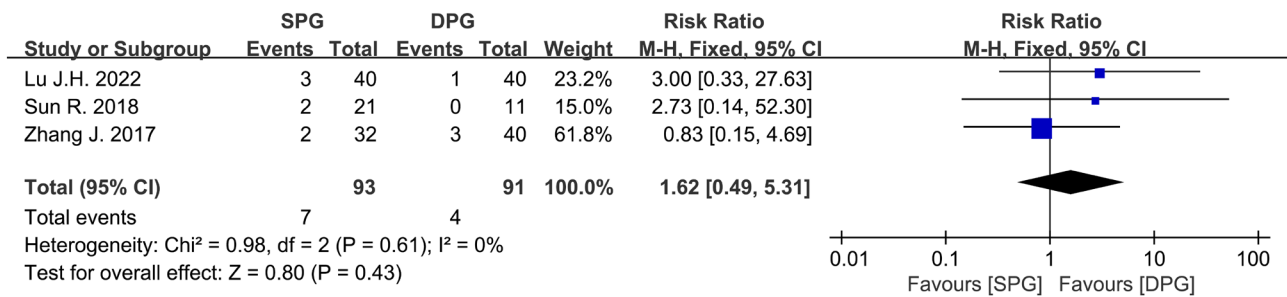 SPG DPG Risk Ratio Risk Ratio
Study or Subgroup Events Total Events Total Weight M-H, Fixed, 95% CI M-H, Fixed, 95% CI
Lu J.H. 2022 3 40 1 40 23.2% 3.00 [0.33, 27.63]
Sun R. 2018 2 21 0 11 15.0% 2.73 [0.14, 52.30]
Zhang J. 2017 2 32 3 40 61.8% 0.83 [0.15, 4.69]
Total (95% CI) 93 91 100.0% 1.62 [0.49, 5.31]
Total events 7 4
Heterogeneity: Chi² = 0.98, df = 2 (P = 0.61); I² = 0%
Test for overall effect: Z = 0.80 (P = 0.43)
0.01 0.1 1 10 100
Favours [SPG] Favours [DPG]